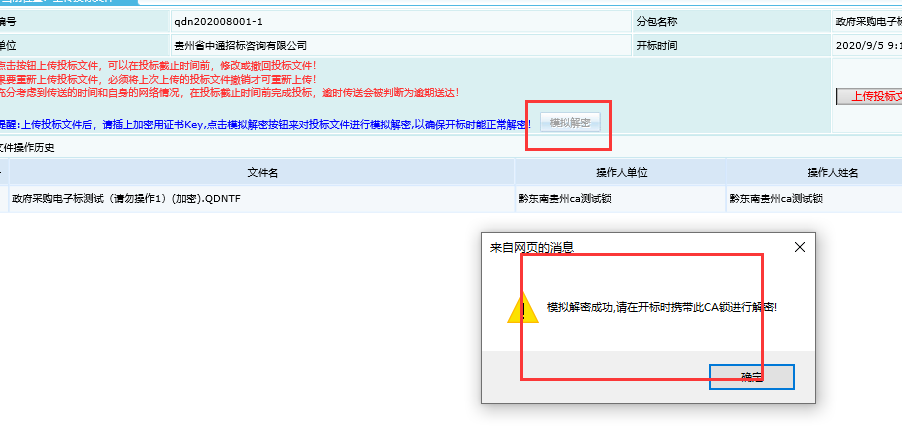 编号 qdn202008001-1 分包名称 政府采购电子标
单位 贵州省中通招标咨询有限公司 开标时间 2020/9/5 9:1
点击按钮上传投标文件，可以在投标截止时间前，修改或撤回投标文件！
果要重新上传投标文件，必须将上次上传的投标文件撤销才可重新上传！
充分考虑到传送的时间和自身的网络情况，在投标截止时间前完成投标，逾时传送会被判断为逾期送达！
上传投标文
提醒:上传投标文件后，请插上加密用证书Key,点击模拟解密按钮来对投标文件进行模拟解密,以确保开标时能正常解密! 模拟解密
文件操作历史
文件名 操作人单位 操作人姓名
政府采购电子标测试（请勿操作1）(加密).QDNTF 黔东南贵州ca测试锁 黔东南贵州ca测试锁
来自网页的消息
模拟解密成功,请在开标时携带此CA锁进行解密!
确定